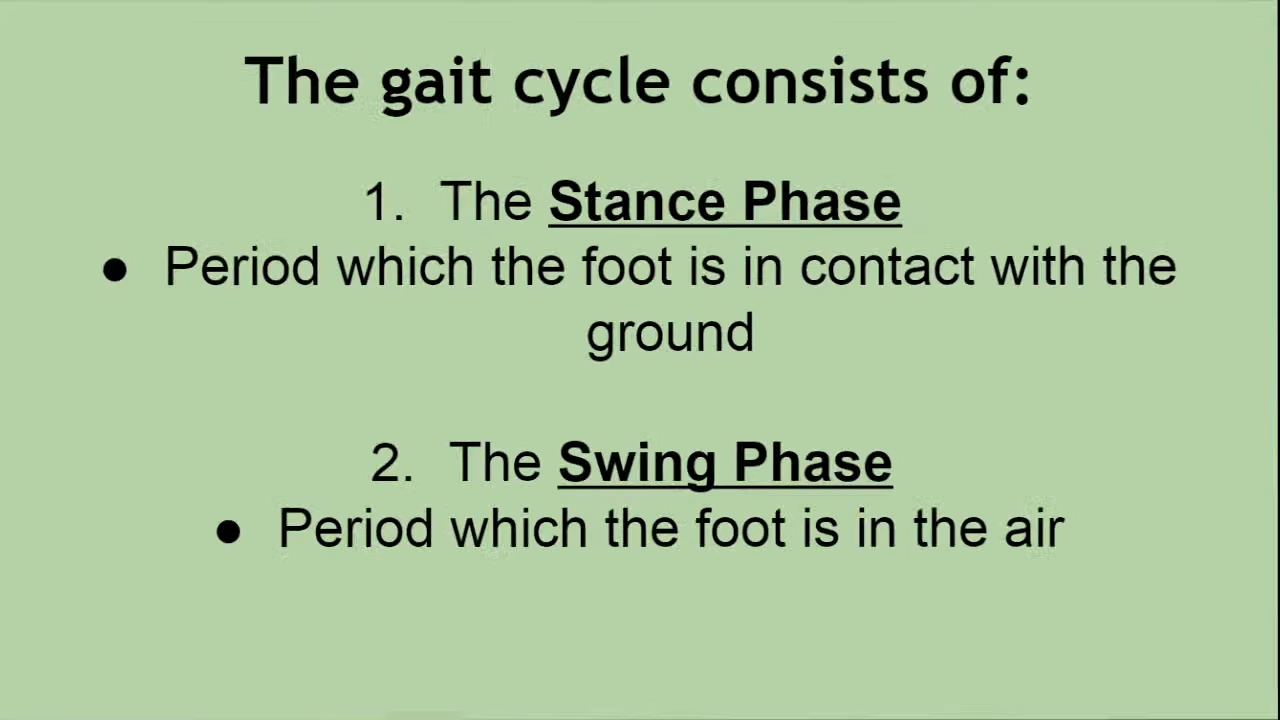 The gait cycle consists of:
1. The Stance Phase
● Period which the foot is in contact with the
ground
2. The Swing Phase
● Period which the foot is in the air